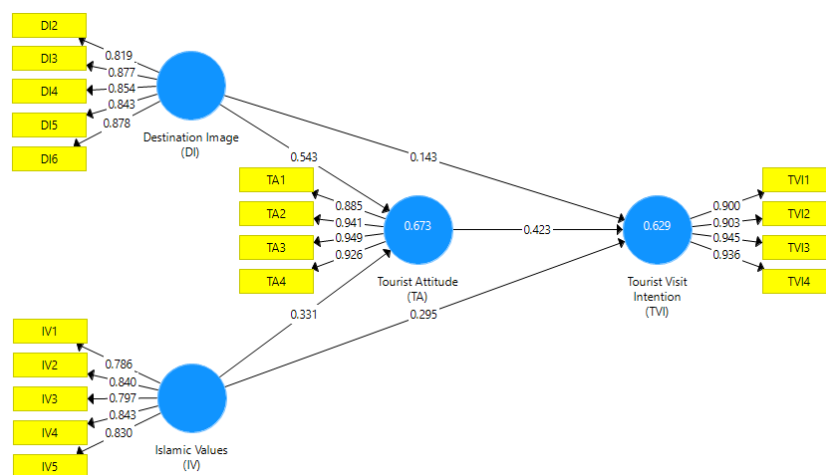 DI2
DI3
DI4
DI5
DI6
0.819
0.877
0.854
0.843
0.878
Destination Image
(DI)
0.543
0.143
TA1
TA2
TA3
TA4
0.885
0.941
0.949
0.926
0.673
Tourist Attitude
(TA)
0.423
0.629
Tourist Visit
Intention
(TVI)
0.900
0.903
0.945
0.936
TVI1
TVI2
TVI3
TVI4
0.331
0.295
IV1
IV2
IV3
IV4
IV5
0.786
0.840
0.797
0.843
0.830
Islamic Values
(IV)